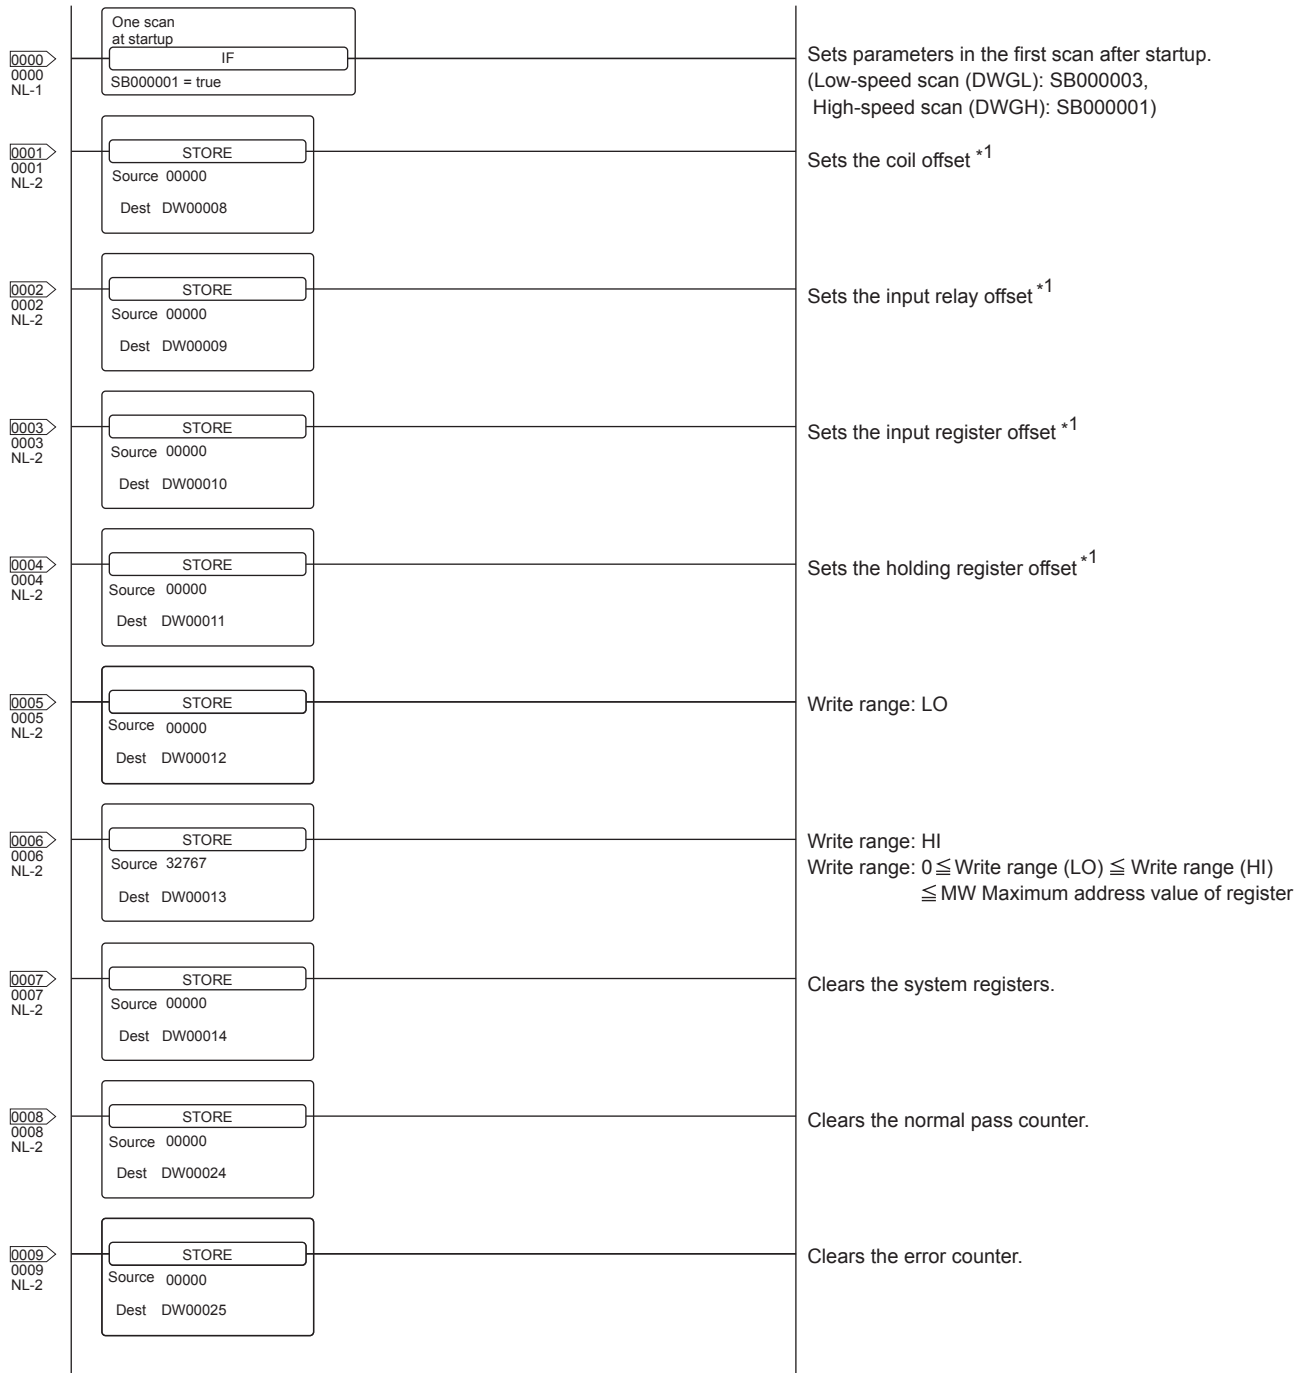 One scan
at startup
IF
SB000001 = true
0000
0000
NL-1
Sets parameters in the first scan after startup.
(Low-speed scan (DWGL): SB000003,
High-speed scan (DWGH): SB000001)
0001
0001
NL-2
STORE
Source 00000
Dest DW00008
Sets the coil offset *1
0002
0002
NL-2
STORE
Source 00000
Dest DW00009
Sets the input relay offset *1
0003
0003
NL-2
STORE
Source 00000
Dest DW00010
Sets the input register offset *1
0004
0004
NL-2
STORE
Source 00000
Dest DW00011
Sets the holding register offset *1
0005
0005
NL-2
STORE
Source 00000
Dest DW00012
Write range: LO
0006
0006
NL-2
STORE
Source 32767
Dest DW00013
Write range: HI
Write range: 0≦Write range (LO) ≦ Write range (HI)
≦MW Maximum address value of register
0007
0007
NL-2
STORE
Source 00000
Dest DW00014
Clears the system registers.
0008
0008
NL-2
STORE
Source 00000
Dest DW00024
Clears the normal pass counter.
0009
0009
NL-2
STORE
Source 00000
Dest DW00025
Clears the error counter.